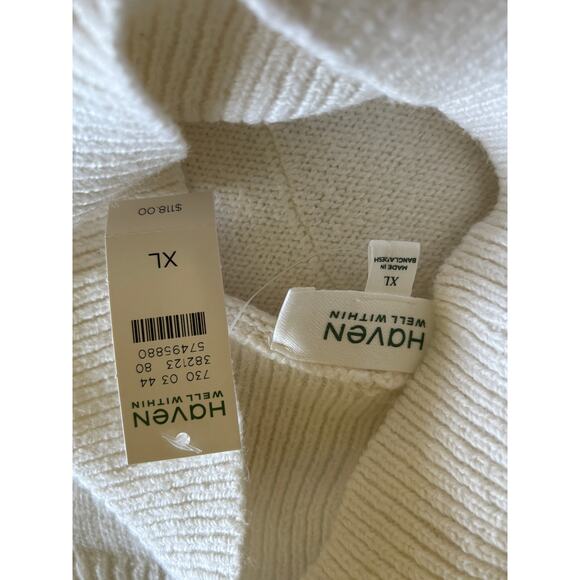 HAVEN
WELL WITHIN
730 03 44
382123 80
57495880
XL
$118.00
HAVEN
WELL WITHIN
XL
MADE IN
BANGLADESH